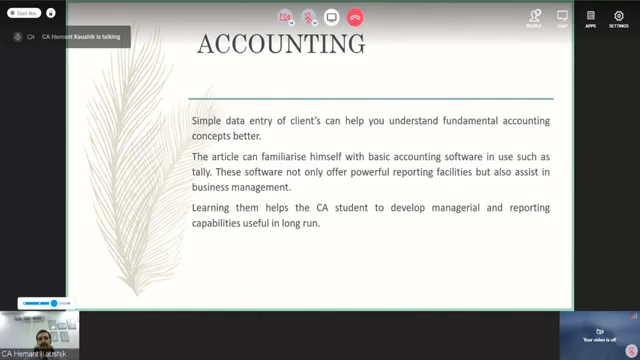 Start Rec
CA Hemant Kaushik is talking
PEOPLE
CHAT
APPS
SETTINGS
ACCOUNTING
Simple data entry of client's can help you understand fundamental accounting
concepts better.
The article can familiarise himself with basic accounting software in use such as
tally. These software not only offer powerful reporting facilities but also assist in
business management.
Learning them helps the CA student to develop managerial and reporting
capabilities useful in long run.
CA Hemant Kaushik
Your video is off